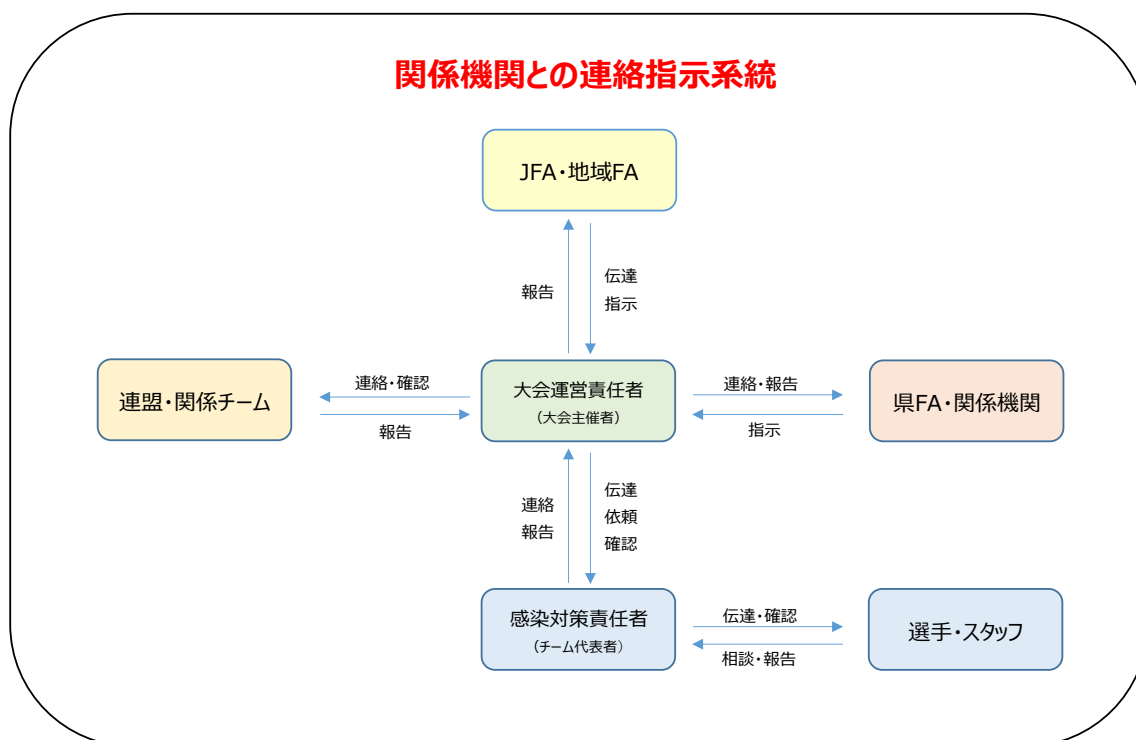 関係機関との連絡指示系統
JFA・地域FA
報告
伝達
指示
連盟・関係チーム
連絡・確認
報告
大会運営責任者
（大会主催者）
連絡・報告
指示
県FA・関係機関
連絡
報告
伝達
依頼
確認
感染対策責任者
（チーム代表者）
伝達・確認
相談・報告
選手・スタッフ